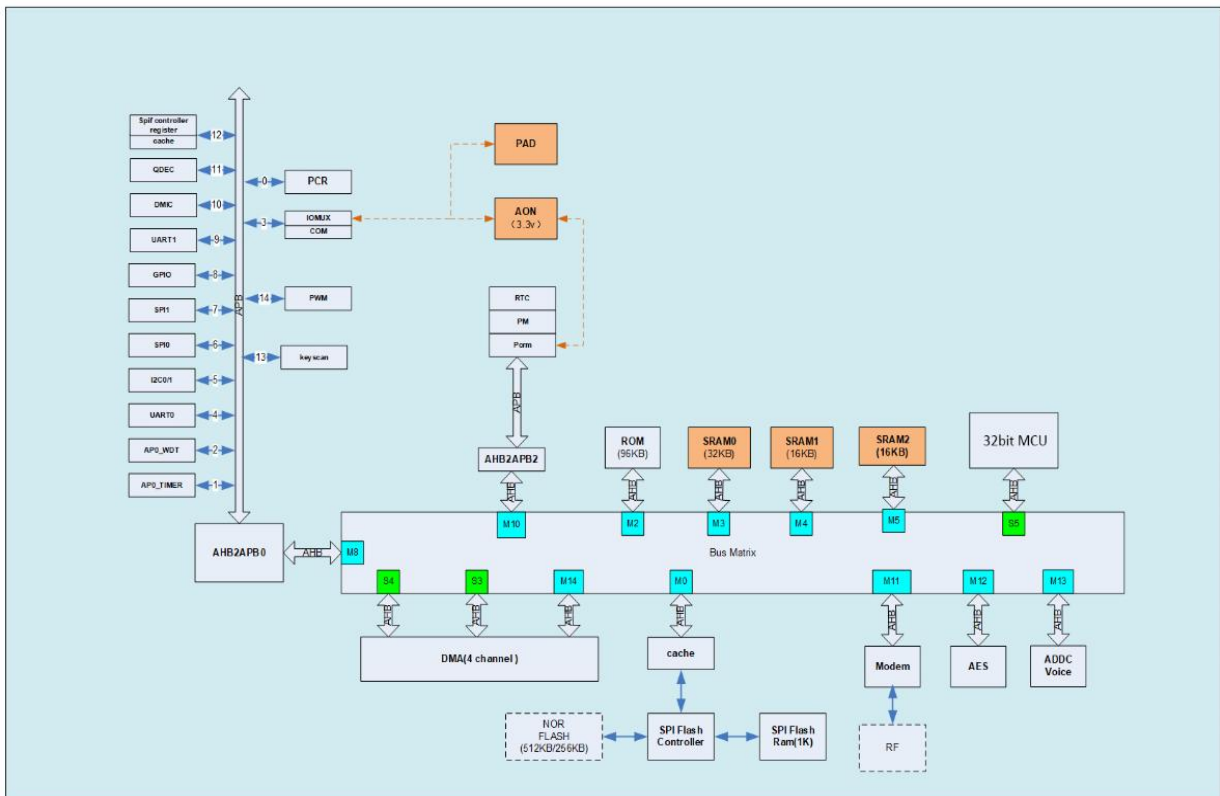 Spif controller
register
cache
12
QDEC
11
DMIC
10
UART1
9
GPIO
8
SPI1
7
SPI0
6
I2C0/1
5
UART0
4
AP0_WDT
2
AP0_TIMER
1
APB
0
PCR
3
IOMUX
COM
14
PWM
13
keyscan
PAD
AON
(3.3v)
RTC
PM
Porm
APB
AHB2APB2
AHB
ROM
(96KB)
AHB
SRAM0
(32KB)
AHB
SRAM1
(16KB)
AHB
SRAM2
(16KB)
AHB
32bit MCU
AHB
AHB2APB0
AHB
M8
M10
M2
M3
M4
M5
S5
Bus Matrix
S4
S3
M14
M0
M11
M12
M13
AHB
AHB
AHB
AHB
AHB
AHB
AHB
DMA(4 channel )
cache
Modem
AES
ADDC
Voice
NOR
FLASH
(512KB/256KB)
SPI Flash
Controller
SPI Flash
Ram(1K)
RF